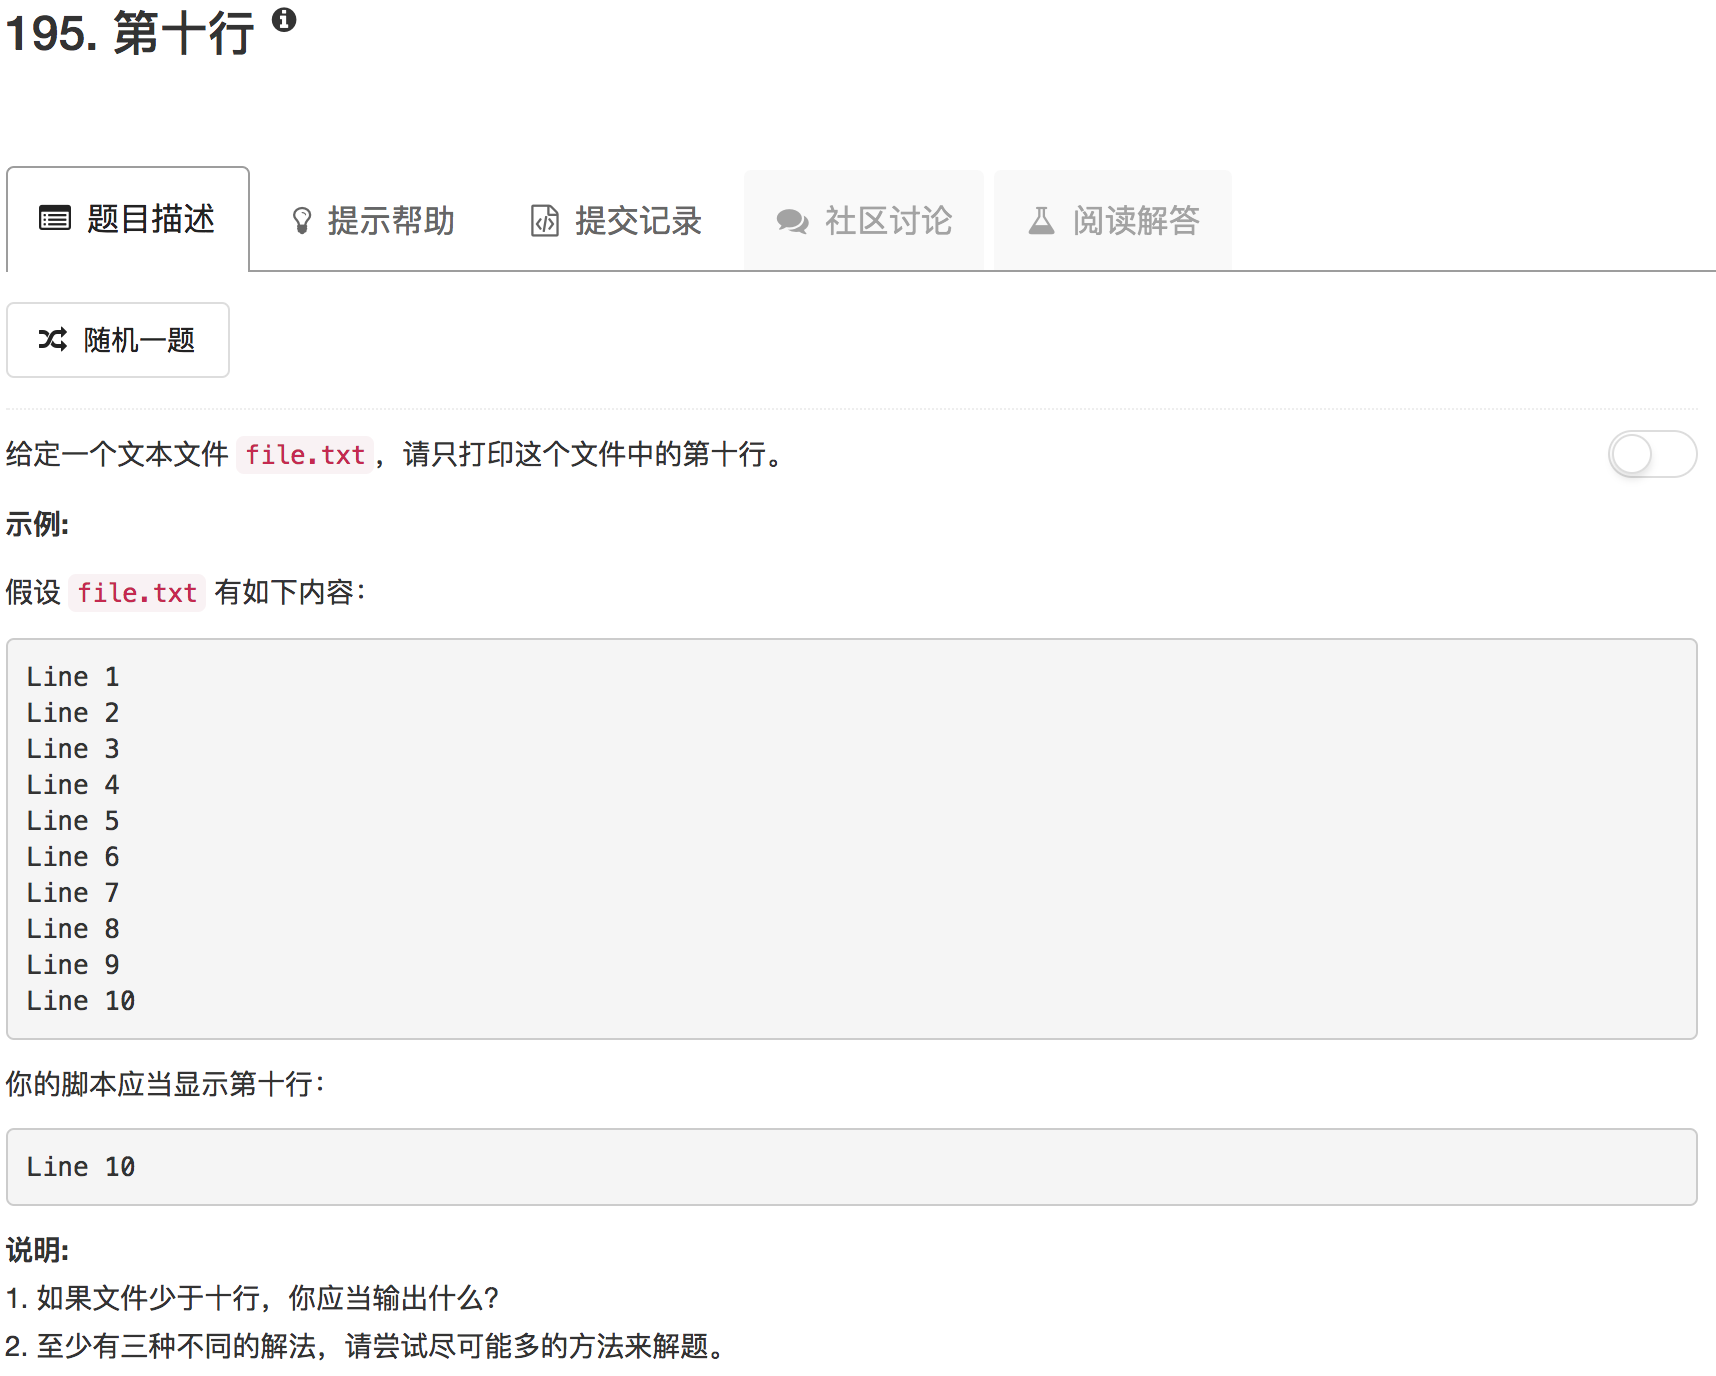 195. 第十行
题目描述 提示帮助 提交记录 社区讨论 阅读解答
随机一题
给定一个文本文件 file.txt，请只打印这个文件中的第十行。
示例:
假设 file.txt 有如下内容：
Line 1
Line 2
Line 3
Line 4
Line 5
Line 6
Line 7
Line 8
Line 9
Line 10
你的脚本应当显示第十行：
Line 10
说明:
1. 如果文件少于十行，你应当输出什么？
2. 至少有三种不同的解法，请尝试尽可能多的方法来解题。